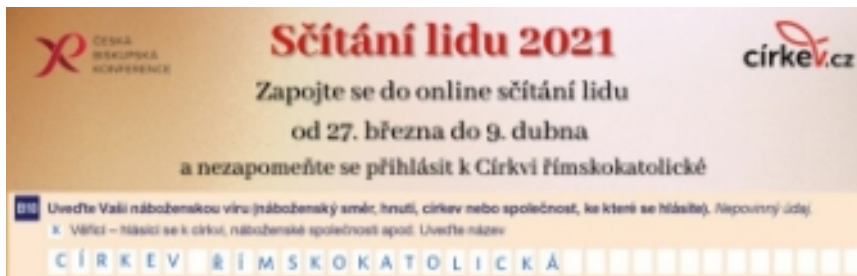 ČESKÁ
BISKUPSKÁ
KONFERENCE
Sčítání lidu 2021
církev.cz
Zapojte se do online sčítání lidu
od 27. března do 9. dubna
a nezapomeňte se přihlásit k Církvi římskokatolické
B10 Uveďte Vaši náboženskou víru (náboženský směr, hnutí, církev nebo společnost, ke které se hlásíte). Nepovinný údaj.
X Věřící – hlásící se k církvi, náboženské společnosti apod. Uveďte název
CÍRKEV ŘÍMSKOKATOLICKÁ